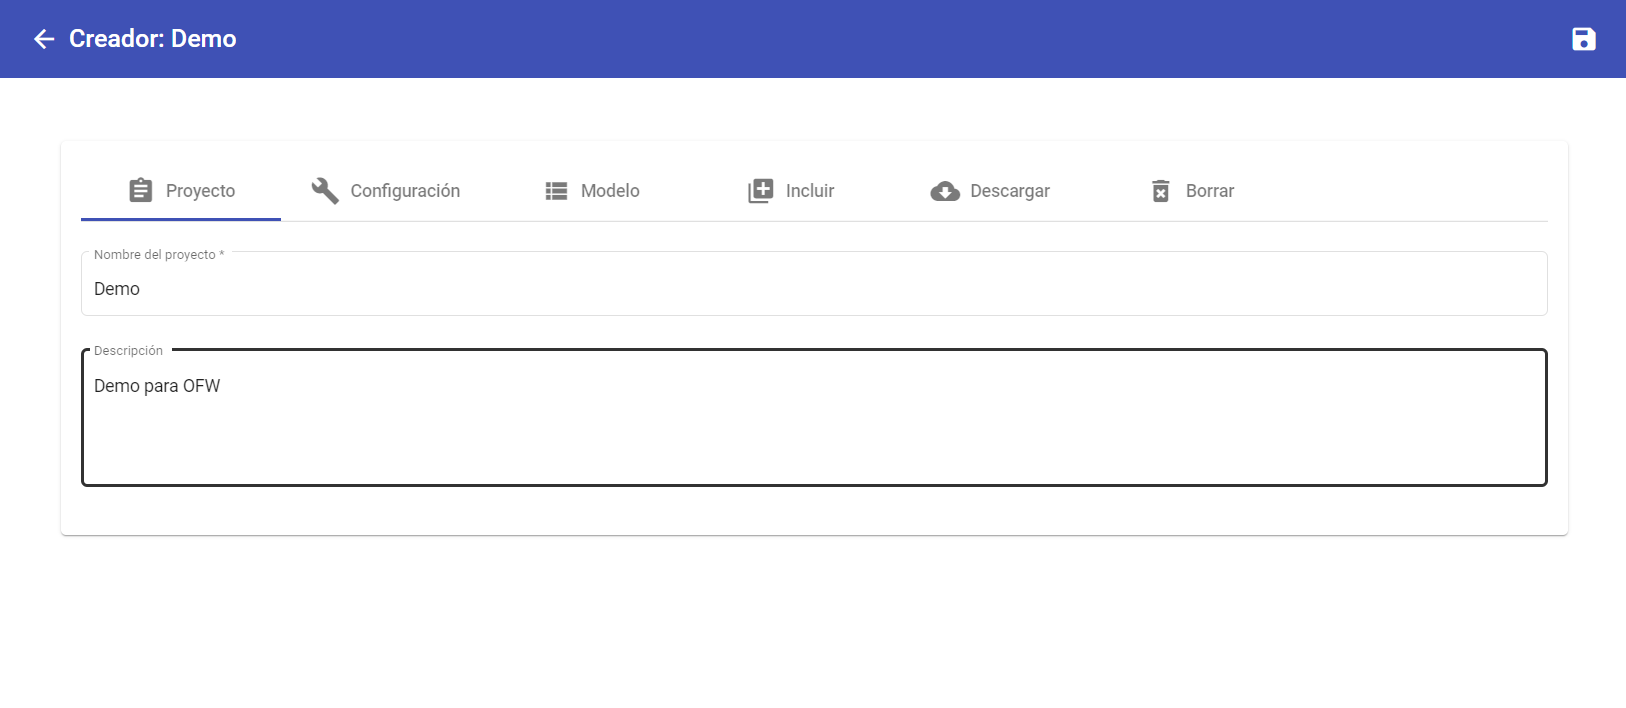 Creador: Demo
Proyecto
Configuración
Modelo
Incluir
Descargar
Borrar
Nombre del proyecto *
Demo
Descripción
Demo para OFW